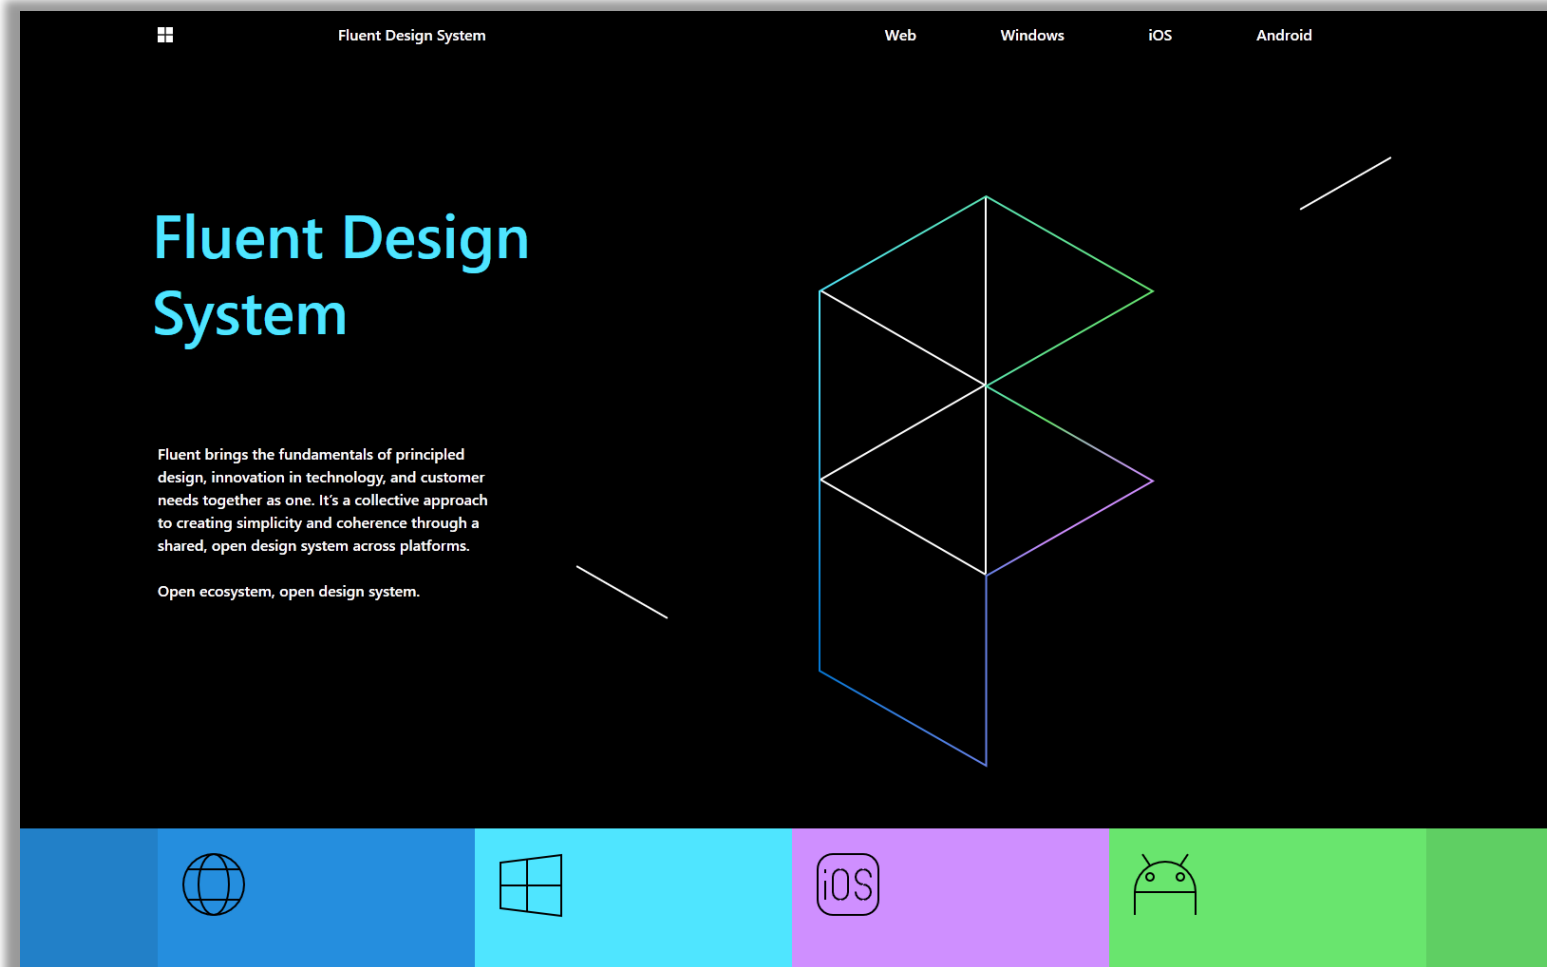 Fluent Design System
Web
Windows
iOS
Android
Fluent Design
System
Fluent brings the fundamentals of principled
design, innovation in technology, and customer
needs together as one. It’s a collective approach
to creating simplicity and coherence through a
shared, open design system across platforms.
Open ecosystem, open design system.
iOS